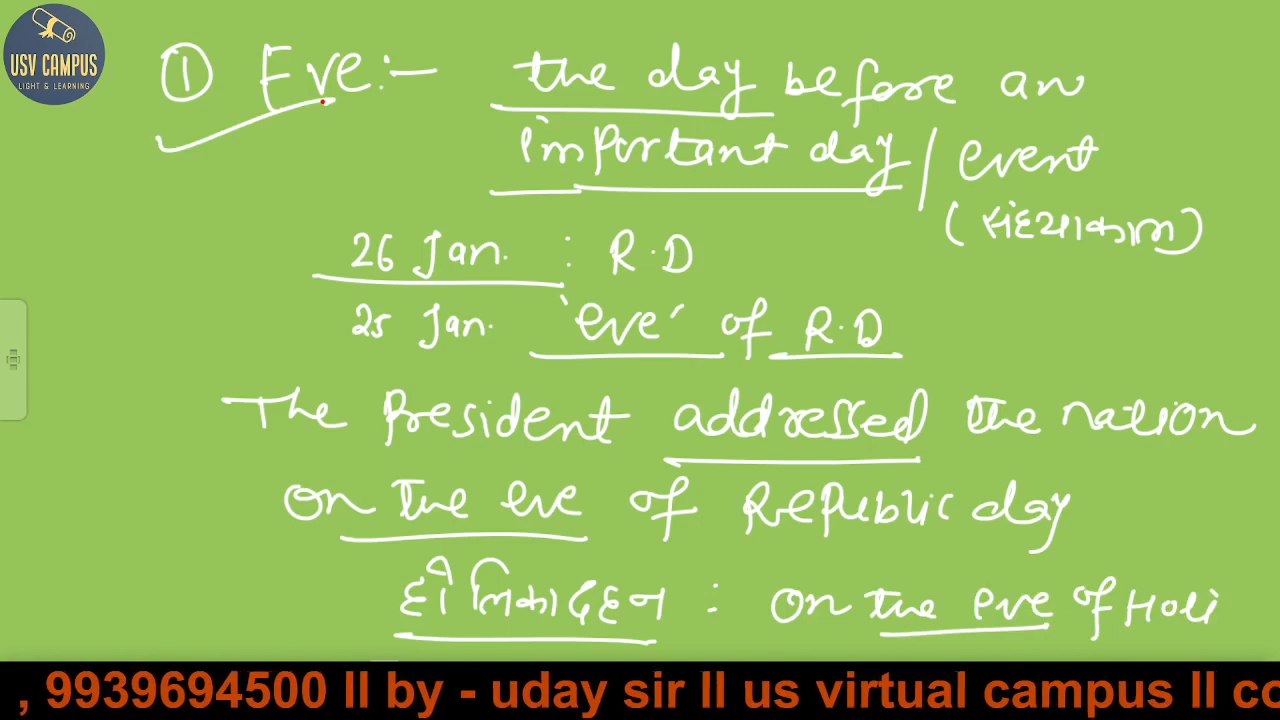 USV CAMPUS
LIGHT & LEARNING
① Eve:- the day before an
important day / event
(संध्याकाल)
26 Jan. : R.D
25 Jan. 'eve' of R.D
The President addressed the nation
on the eve of Republic day
होलिकादहन : on the eve of Holi
, 9939694500 ll by - uday sir ll us virtual campus ll co